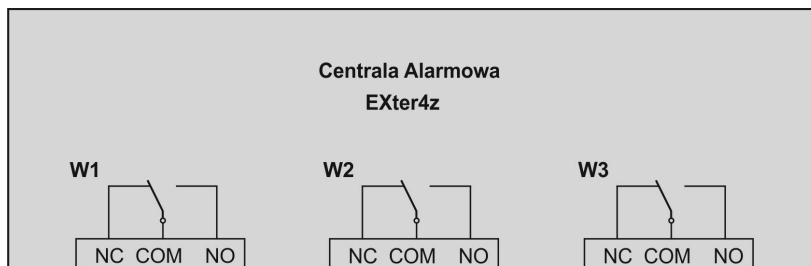 Centrala Alarmowa
EXter4z
W1 W2 W3
NC COM NO NC COM NO NC COM NO